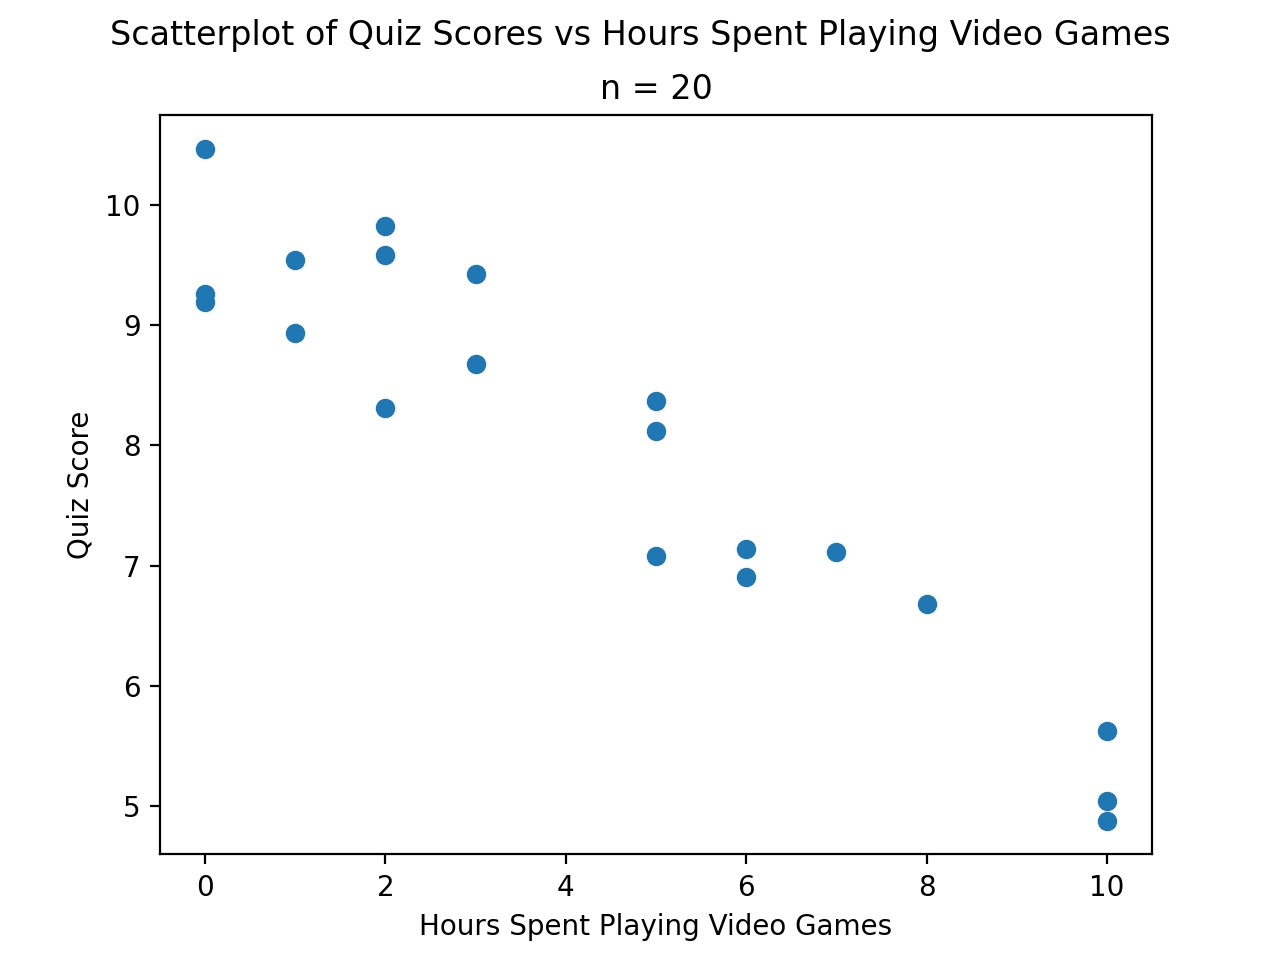 Scatterplot of Quiz Scores vs Hours Spent Playing Video Games
n = 20
10
9
8
7
6
5
Quiz Score
0 2 4 6 8 10
Hours Spent Playing Video Games